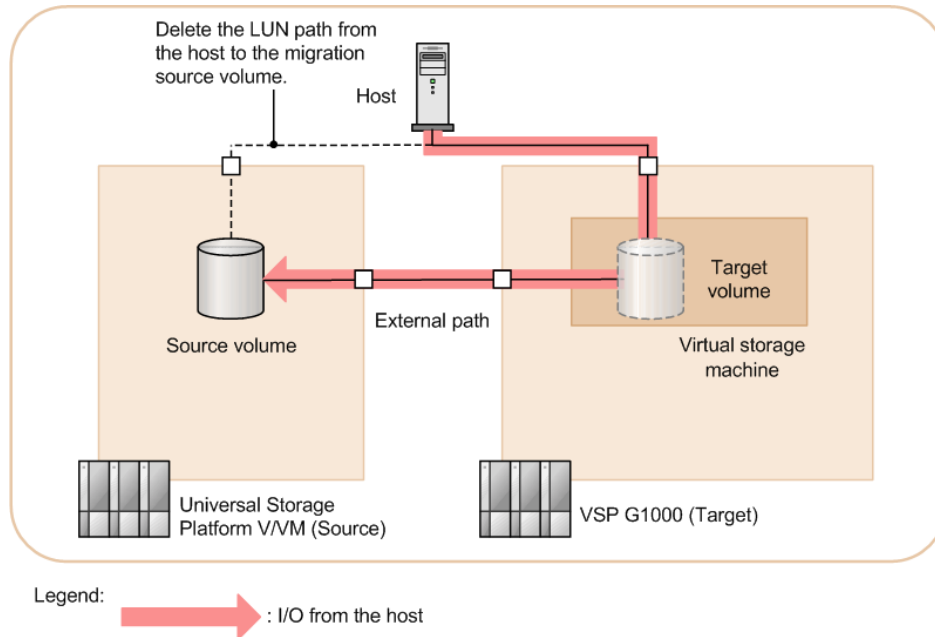 Delete the LUN path from
the host to the migration
source volume.
Host
Target
volume
External path
Source volume
Virtual storage
machine
Universal Storage
Platform V/VM (Source)
VSP G1000 (Target)
Legend:
: I/O from the host